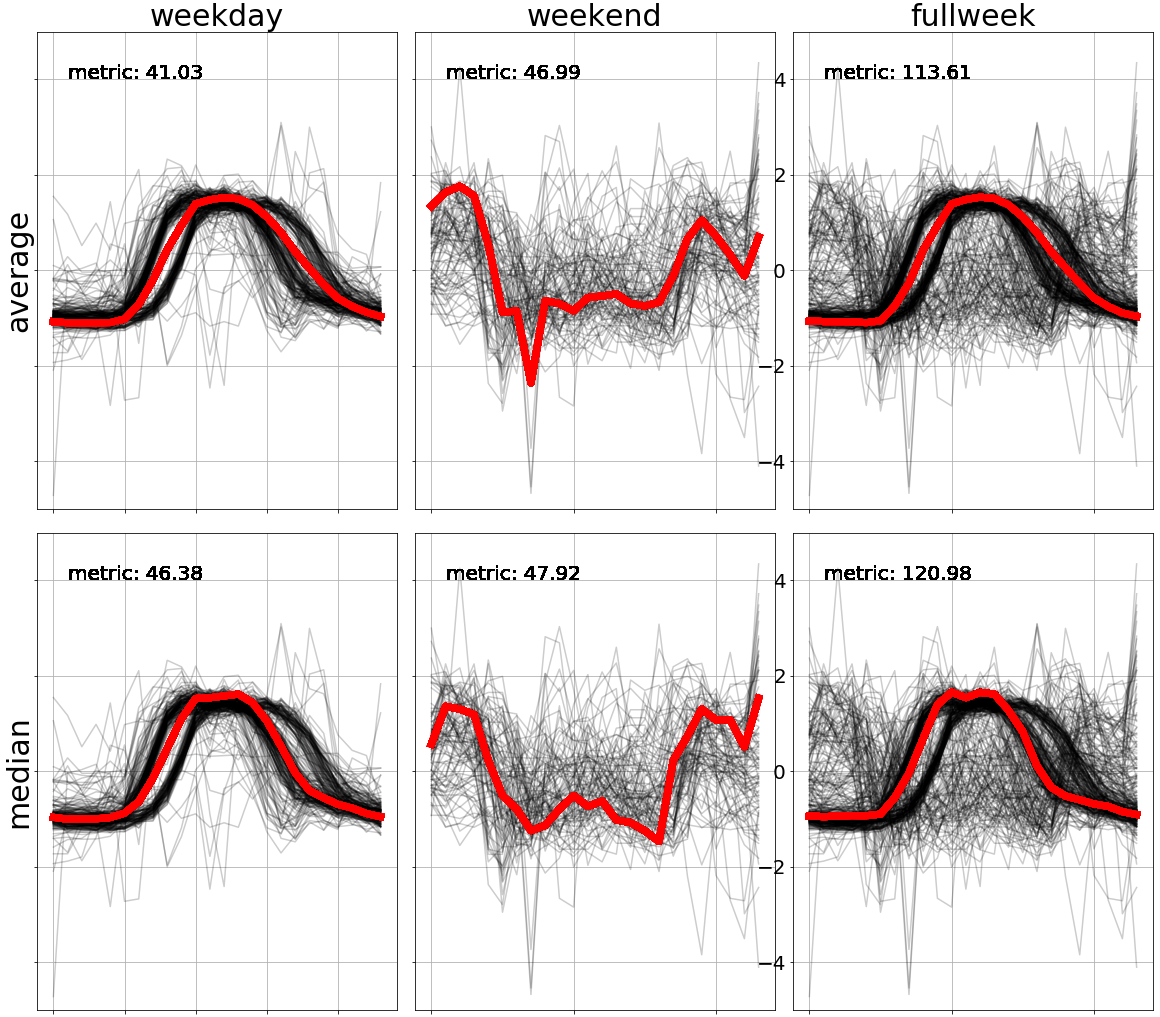 weekday weekend fullweek
average
metric: 41.03
metric: 46.99
metric: 113.61
4
2
0
−2
−4
median
metric: 46.38
metric: 47.92
metric: 120.98
4
2
0
−2
−4